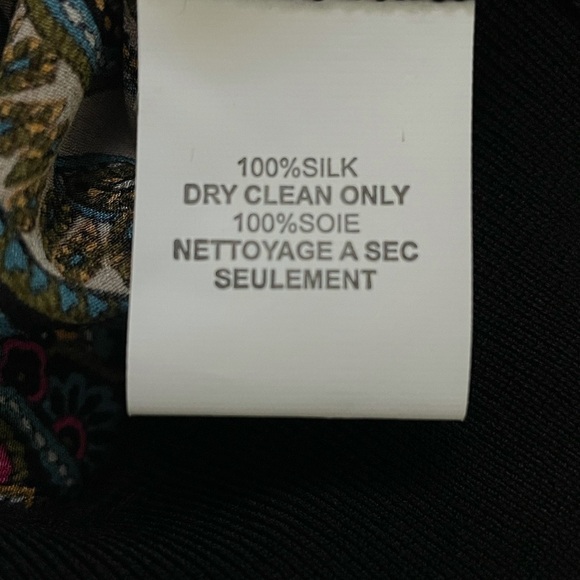 100%SILK
DRY CLEAN ONLY
100%SOIE
NETTOYAGE A SEC
SEULEMENT